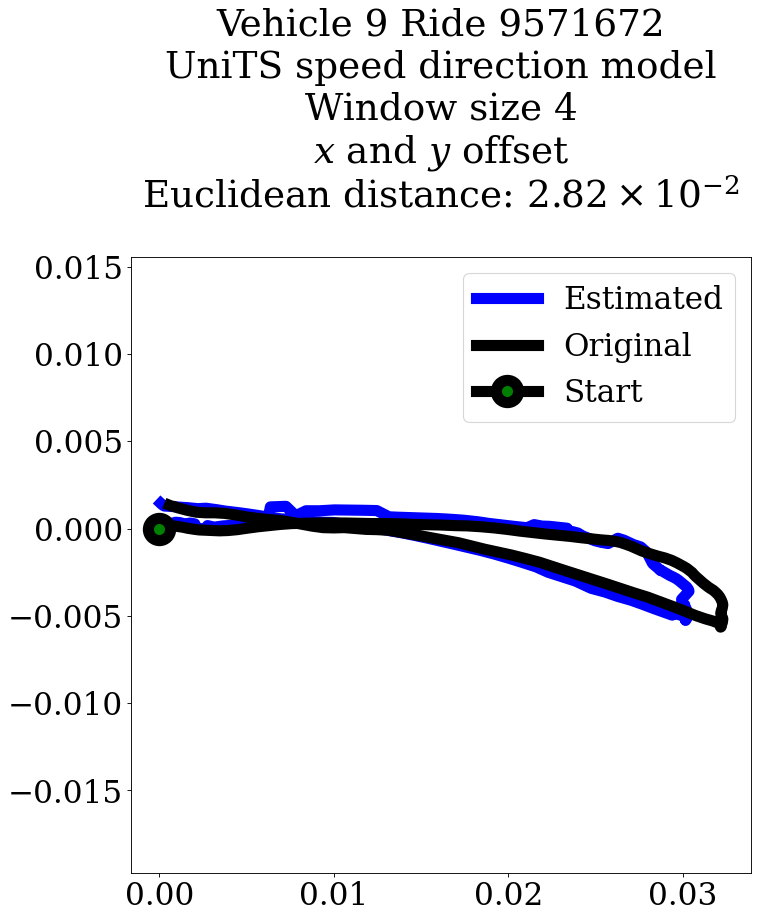 Vehicle 9 Ride 9571672
UniTS speed direction model
Window size 4
x and y offset
Euclidean distance: 2.82 × 10⁻²
Estimated
Original
Start
0.015
0.010
0.005
0.000
−0.005
−0.010
−0.015
0.00 0.01 0.02 0.03